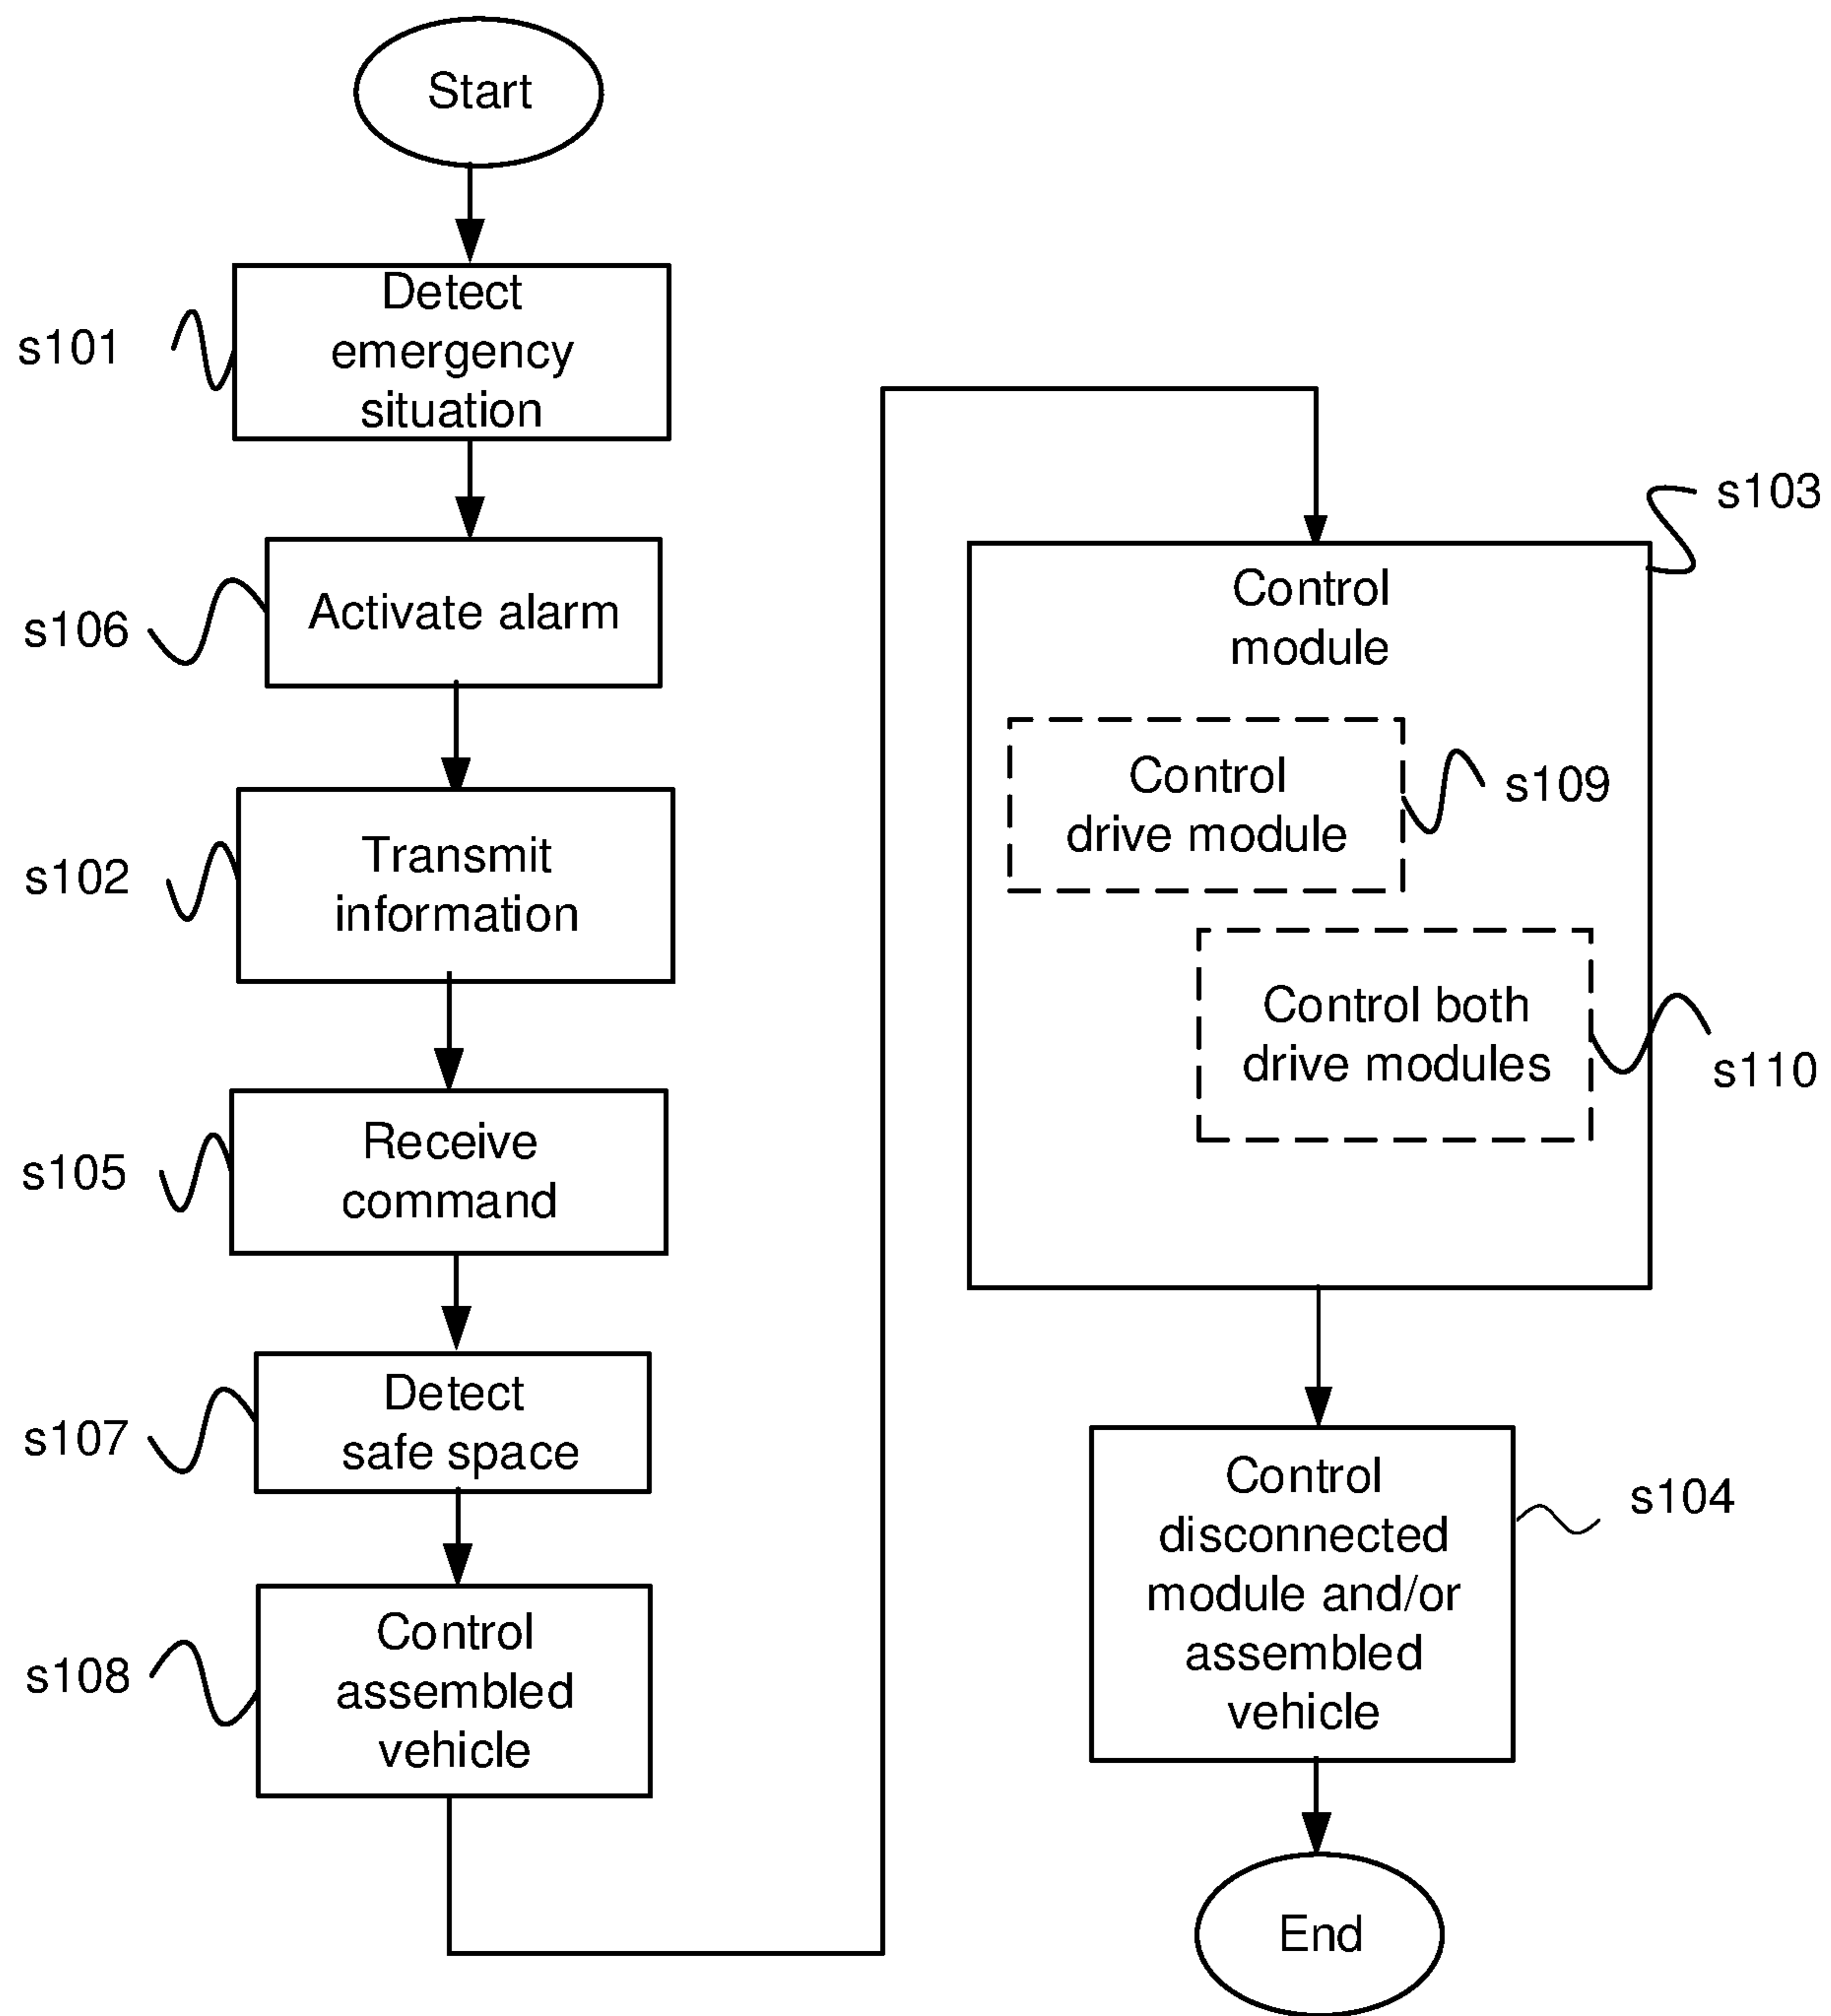 Start
s101
Detect
emergency
situation
s106
Activate alarm
s102
Transmit
information
s105
Receive
command
s107
Detect
safe space
s108
Control
assembled
vehicle
s103
Control
module
Control
drive module
s109
Control both
drive modules
s110
Control
disconnected
module and/or
assembled
vehicle
s104
End